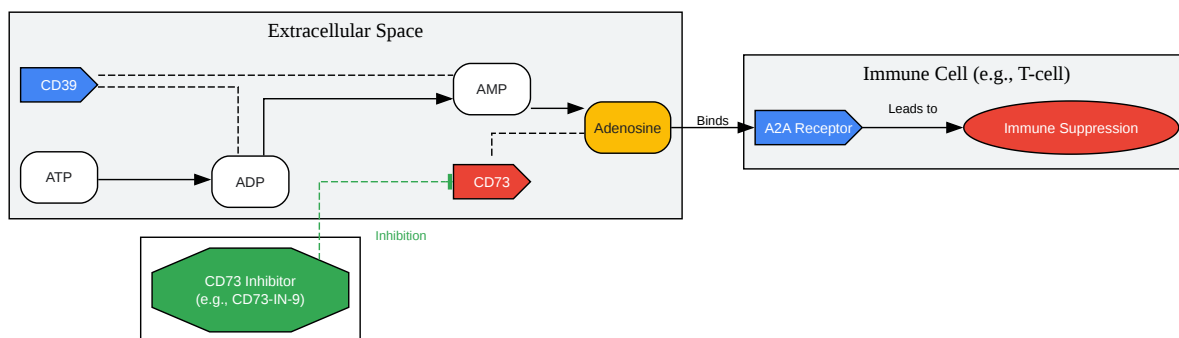 Extracellular Space
CD39
AMP
Adenosine
ATP
ADP
CD73
Binds
Immune Cell (e.g., T-cell)
A2A Receptor
Leads to
Immune Suppression
Inhibition
CD73 Inhibitor
(e.g., CD73-IN-9)